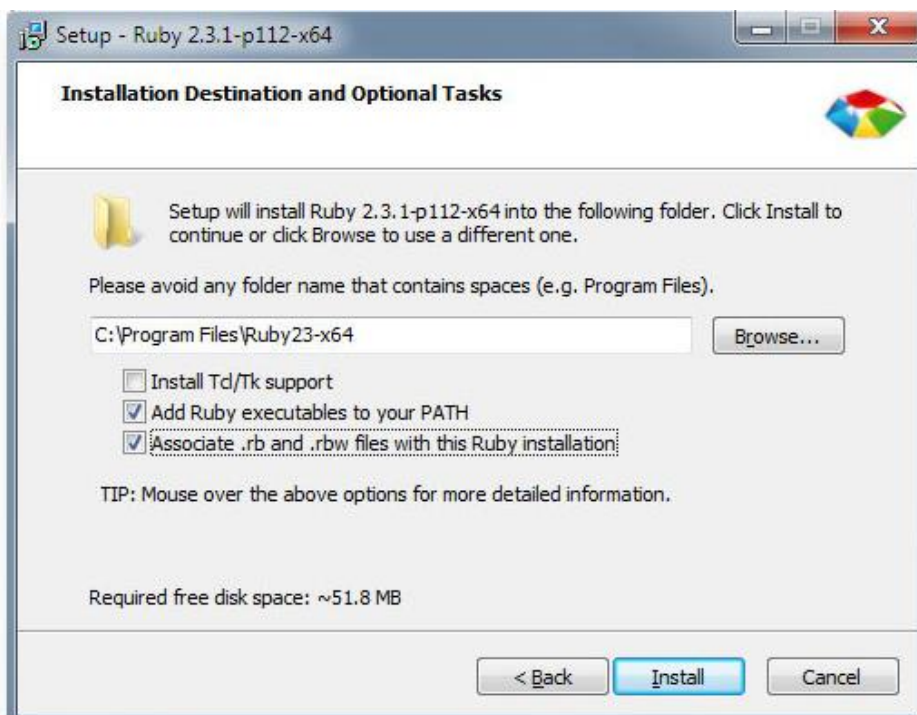 Setup - Ruby 2.3.1-p112-x64
Installation Destination and Optional Tasks
Setup will install Ruby 2.3.1-p112-x64 into the following folder. Click Install to
continue or click Browse to use a different one.
Please avoid any folder name that contains spaces (e.g. Program Files).
C:\Program Files\Ruby23-x64
Browse...
Install Tcl/Tk support
Add Ruby executables to your PATH
Associate .rb and .rbw files with this Ruby installation
TIP: Mouse over the above options for more detailed information.
Required free disk space: ~51.8 MB
< Back
Install
Cancel